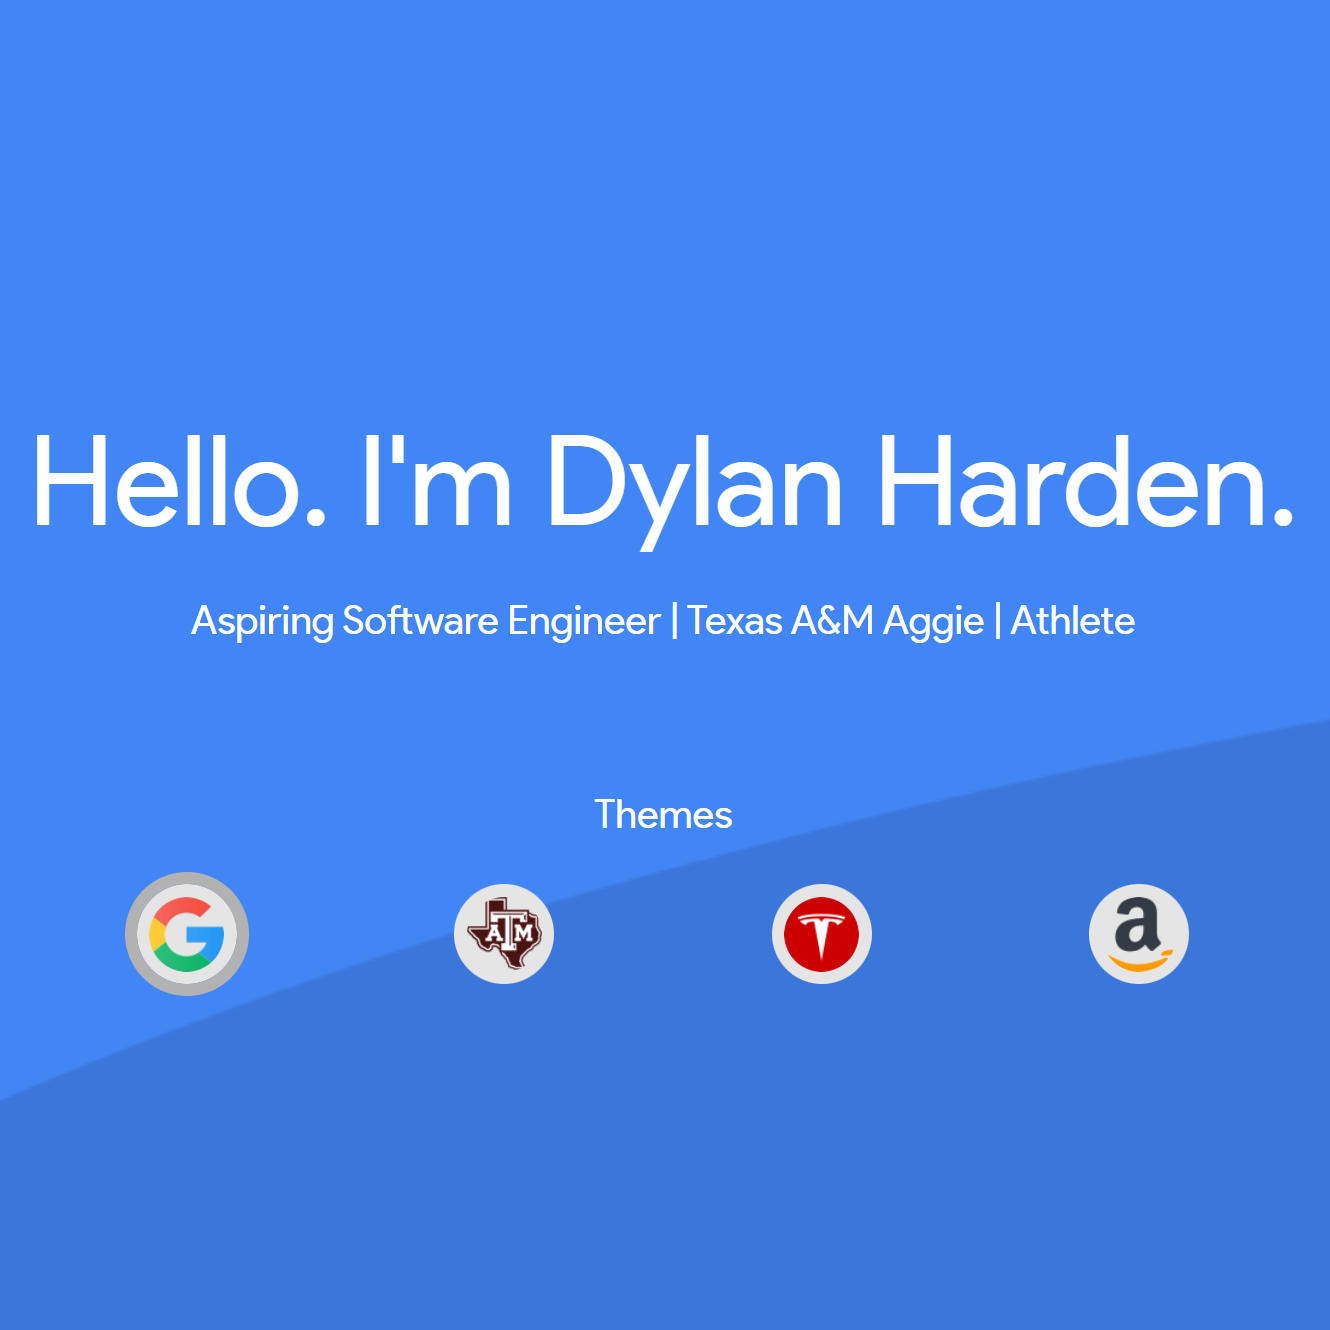 Hello. I'm Dylan Harden.
Aspiring Software Engineer | Texas A&M Aggie | Athlete
Themes
G ATM T a